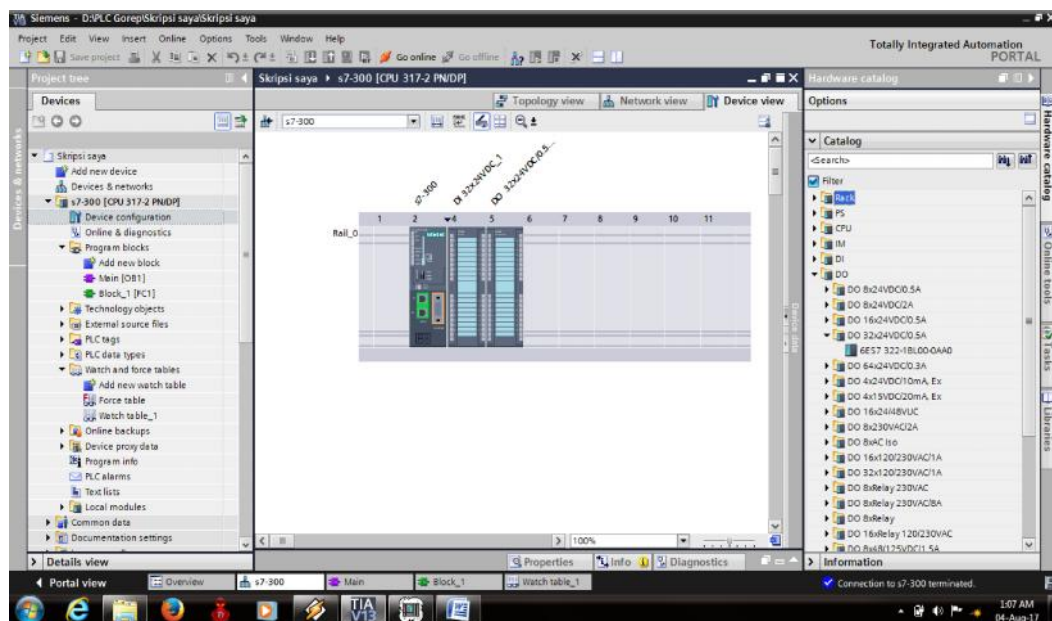 Siemens - D:\PLC Gorep\Skripsi saya\Skripsi saya
Project Edit View Insert Online Options Tools Window Help
Totally Integrated Automation
PORTAL
Save project
Go online
Go offline
Project tree
Devices
Devices & networks
Skripsi saya
Add new device
Devices & networks
s7-300 [CPU 317-2 PN/DP]
Device configuration
Online & diagnostics
Program blocks
Add new block
Main [OB1]
Block_1 [FC1]
Technology objects
External source files
PLC tags
PLC data types
Watch and force tables
Add new watch table
Force table
Watch table_1
Online backups
Device proxy data
Program info
PLC alarms
Text lists
Local modules
Common data
Documentation settings
Details view
Skripsi saya s7-300 [CPU 317-2 PN/DP]
Topology view Network view Device view
s7-300
s7-300
DI 32x24VDC_1
DO 32x24VDC/0.5...
1 2 4 5 6 7 8 9 10 11
Rail_0
Device data
100%
Properties Info Diagnostics
Hardware catalog
Options
Catalog
<Search>
Filter
Rack
PS
CPU
IM
DI
DO
DO 8x24VDC/0.5A
DO 8x24VDC/2A
DO 16x24VDC/0.5A
DO 32x24VDC/0.5A
6ES7 322-1BL00-0AA0
DO 64x24VDC/0.3A
DO 4x24VDC/10mA, Ex
DO 4x15VDC/20mA, Ex
DO 16x24/48VUC
DO 8x230VAC/2A
DO 8xAC Iso
DO 16x120/230VAC/1A
DO 32x120/230VAC/1A
DO 8xRelay 230VAC
DO 8xRelay 230VAC/8A
DO 8xRelay
DO 16xRelay 120/230VAC
DO 8x48/125VDC/1.5A
Information
Hardware catalog
Online tools
Tasks
Libraries
Portal view Overview s7-300 Main Block_1 Watch table_1
Connection to s7-300 terminated.
TIA
V13
1:07 AM
04-Aug-17